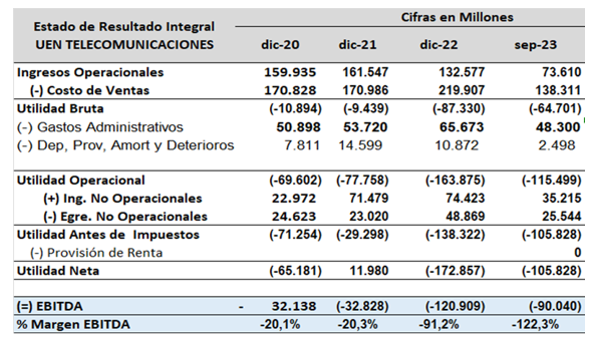 Estado de Resultado Integral
UEN TELECOMUNICACIONES
Cifras en Millones
dic-20 dic-21 dic-22 sep-23
Ingresos Operacionales 159.935 161.547 132.577 73.610
(-) Costo de Ventas 170.828 170.986 219.907 138.311
Utilidad Bruta (-10.894) (-9.439) (-87.330) (-64.701)
(-) Gastos Administrativos 50.898 53.720 65.673 48.300
(-) Dep, Prov, Amort y Deterioros 7.811 14.599 10.872 2.498
Utilidad Operacional (-69.602) (-77.758) (-163.875) (-115.499)
(+) Ing. No Operacionales 22.972 71.479 74.423 35.215
(-) Egre. No Operacionales 24.623 23.020 48.869 25.544
Utilidad Antes de Impuestos (-71.254) (-29.298) (-138.322) (-105.828)
(-) Provisión de Renta 0
Utilidad Neta (-65.181) 11.980 (-172.857) (-105.828)
(=) EBITDA - 32.138 (-32.828) (-120.909) (-90.040)
% Margen EBITDA -20,1% -20,3% -91,2% -122,3%